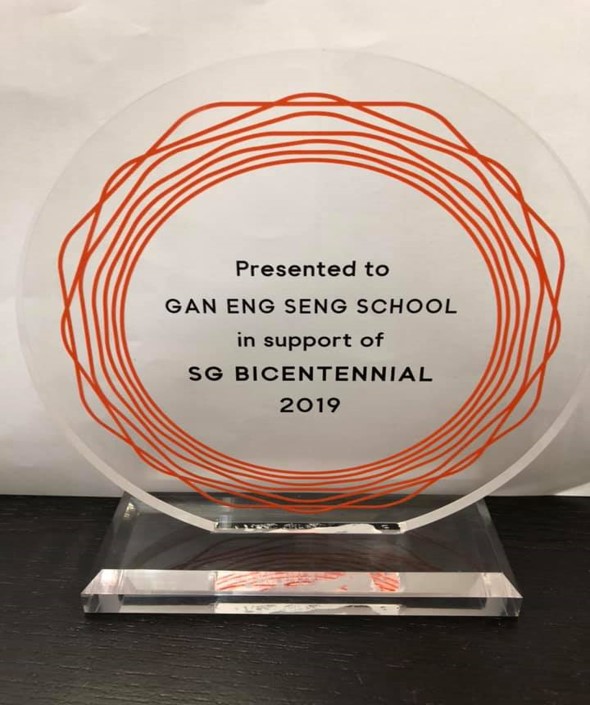 Presented to
GAN ENG SENG SCHOOL
in support of
SG BICENTENNIAL
2019